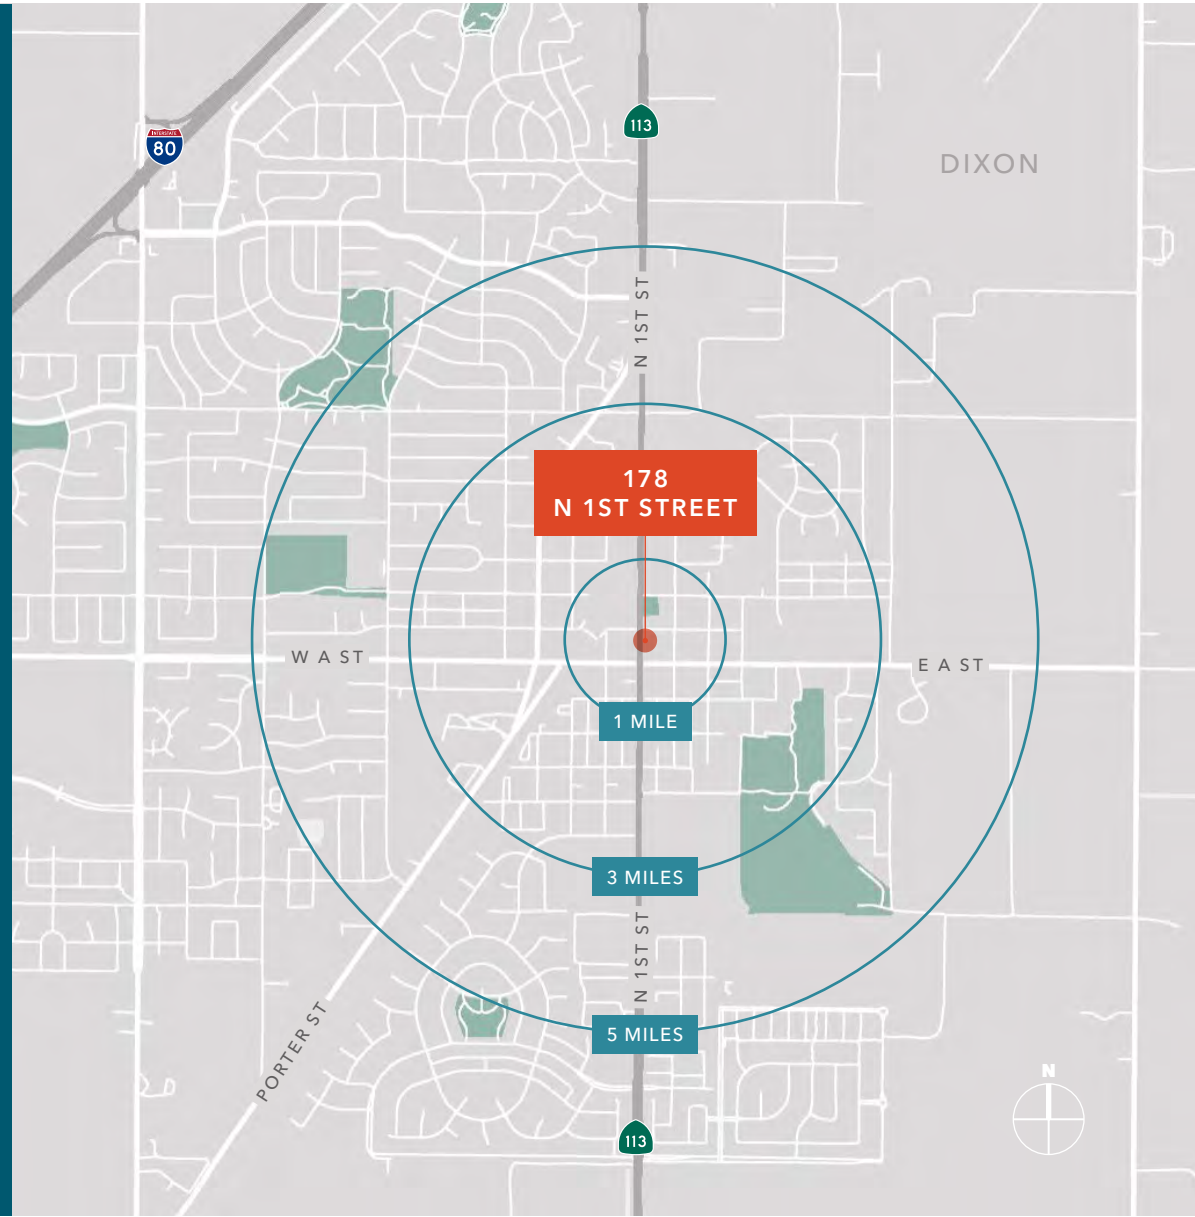 113
INTERSTATE
80
DIXON
N 1ST ST
178
N 1ST STREET
W A ST
E A ST
1 MILE
3 MILES
N 1ST ST
5 MILES
PORTER ST
N
113